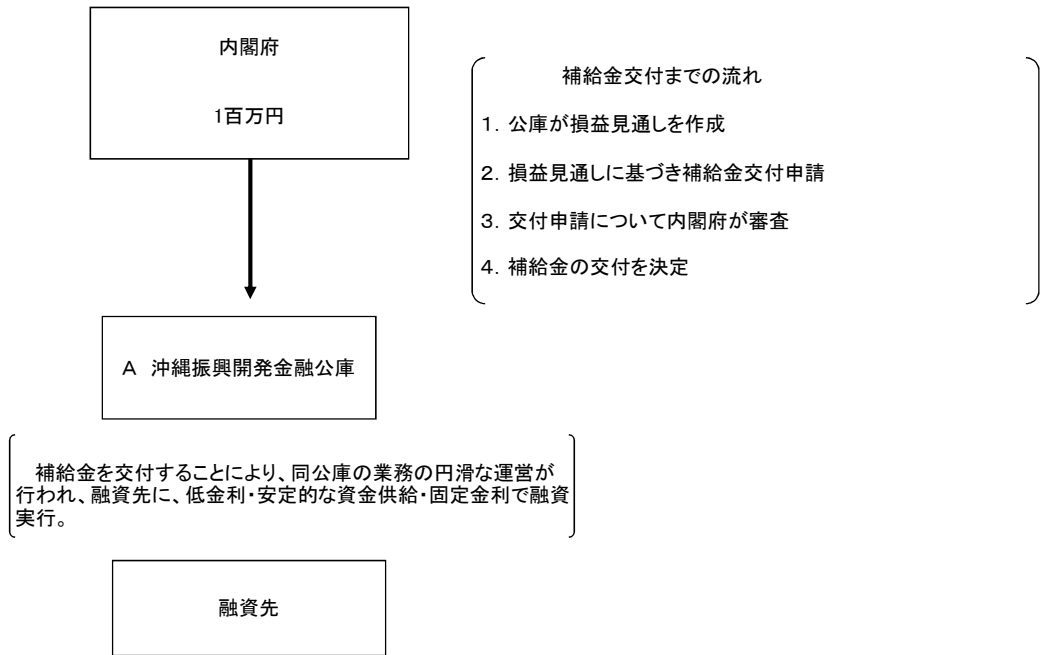 内閣府
1百万円
補給金交付までの流れ
1．公庫が損益見通しを作成
2．損益見通しに基づき補給金交付申請
3．交付申請について内閣府が審査
4．補給金の交付を決定
A　沖縄振興開発金融公庫
　補給金を交付することにより、同公庫の業務の円滑な運営が
行われ、融資先に、低金利・安定的な資金供給・固定金利で融資
実行。
融資先